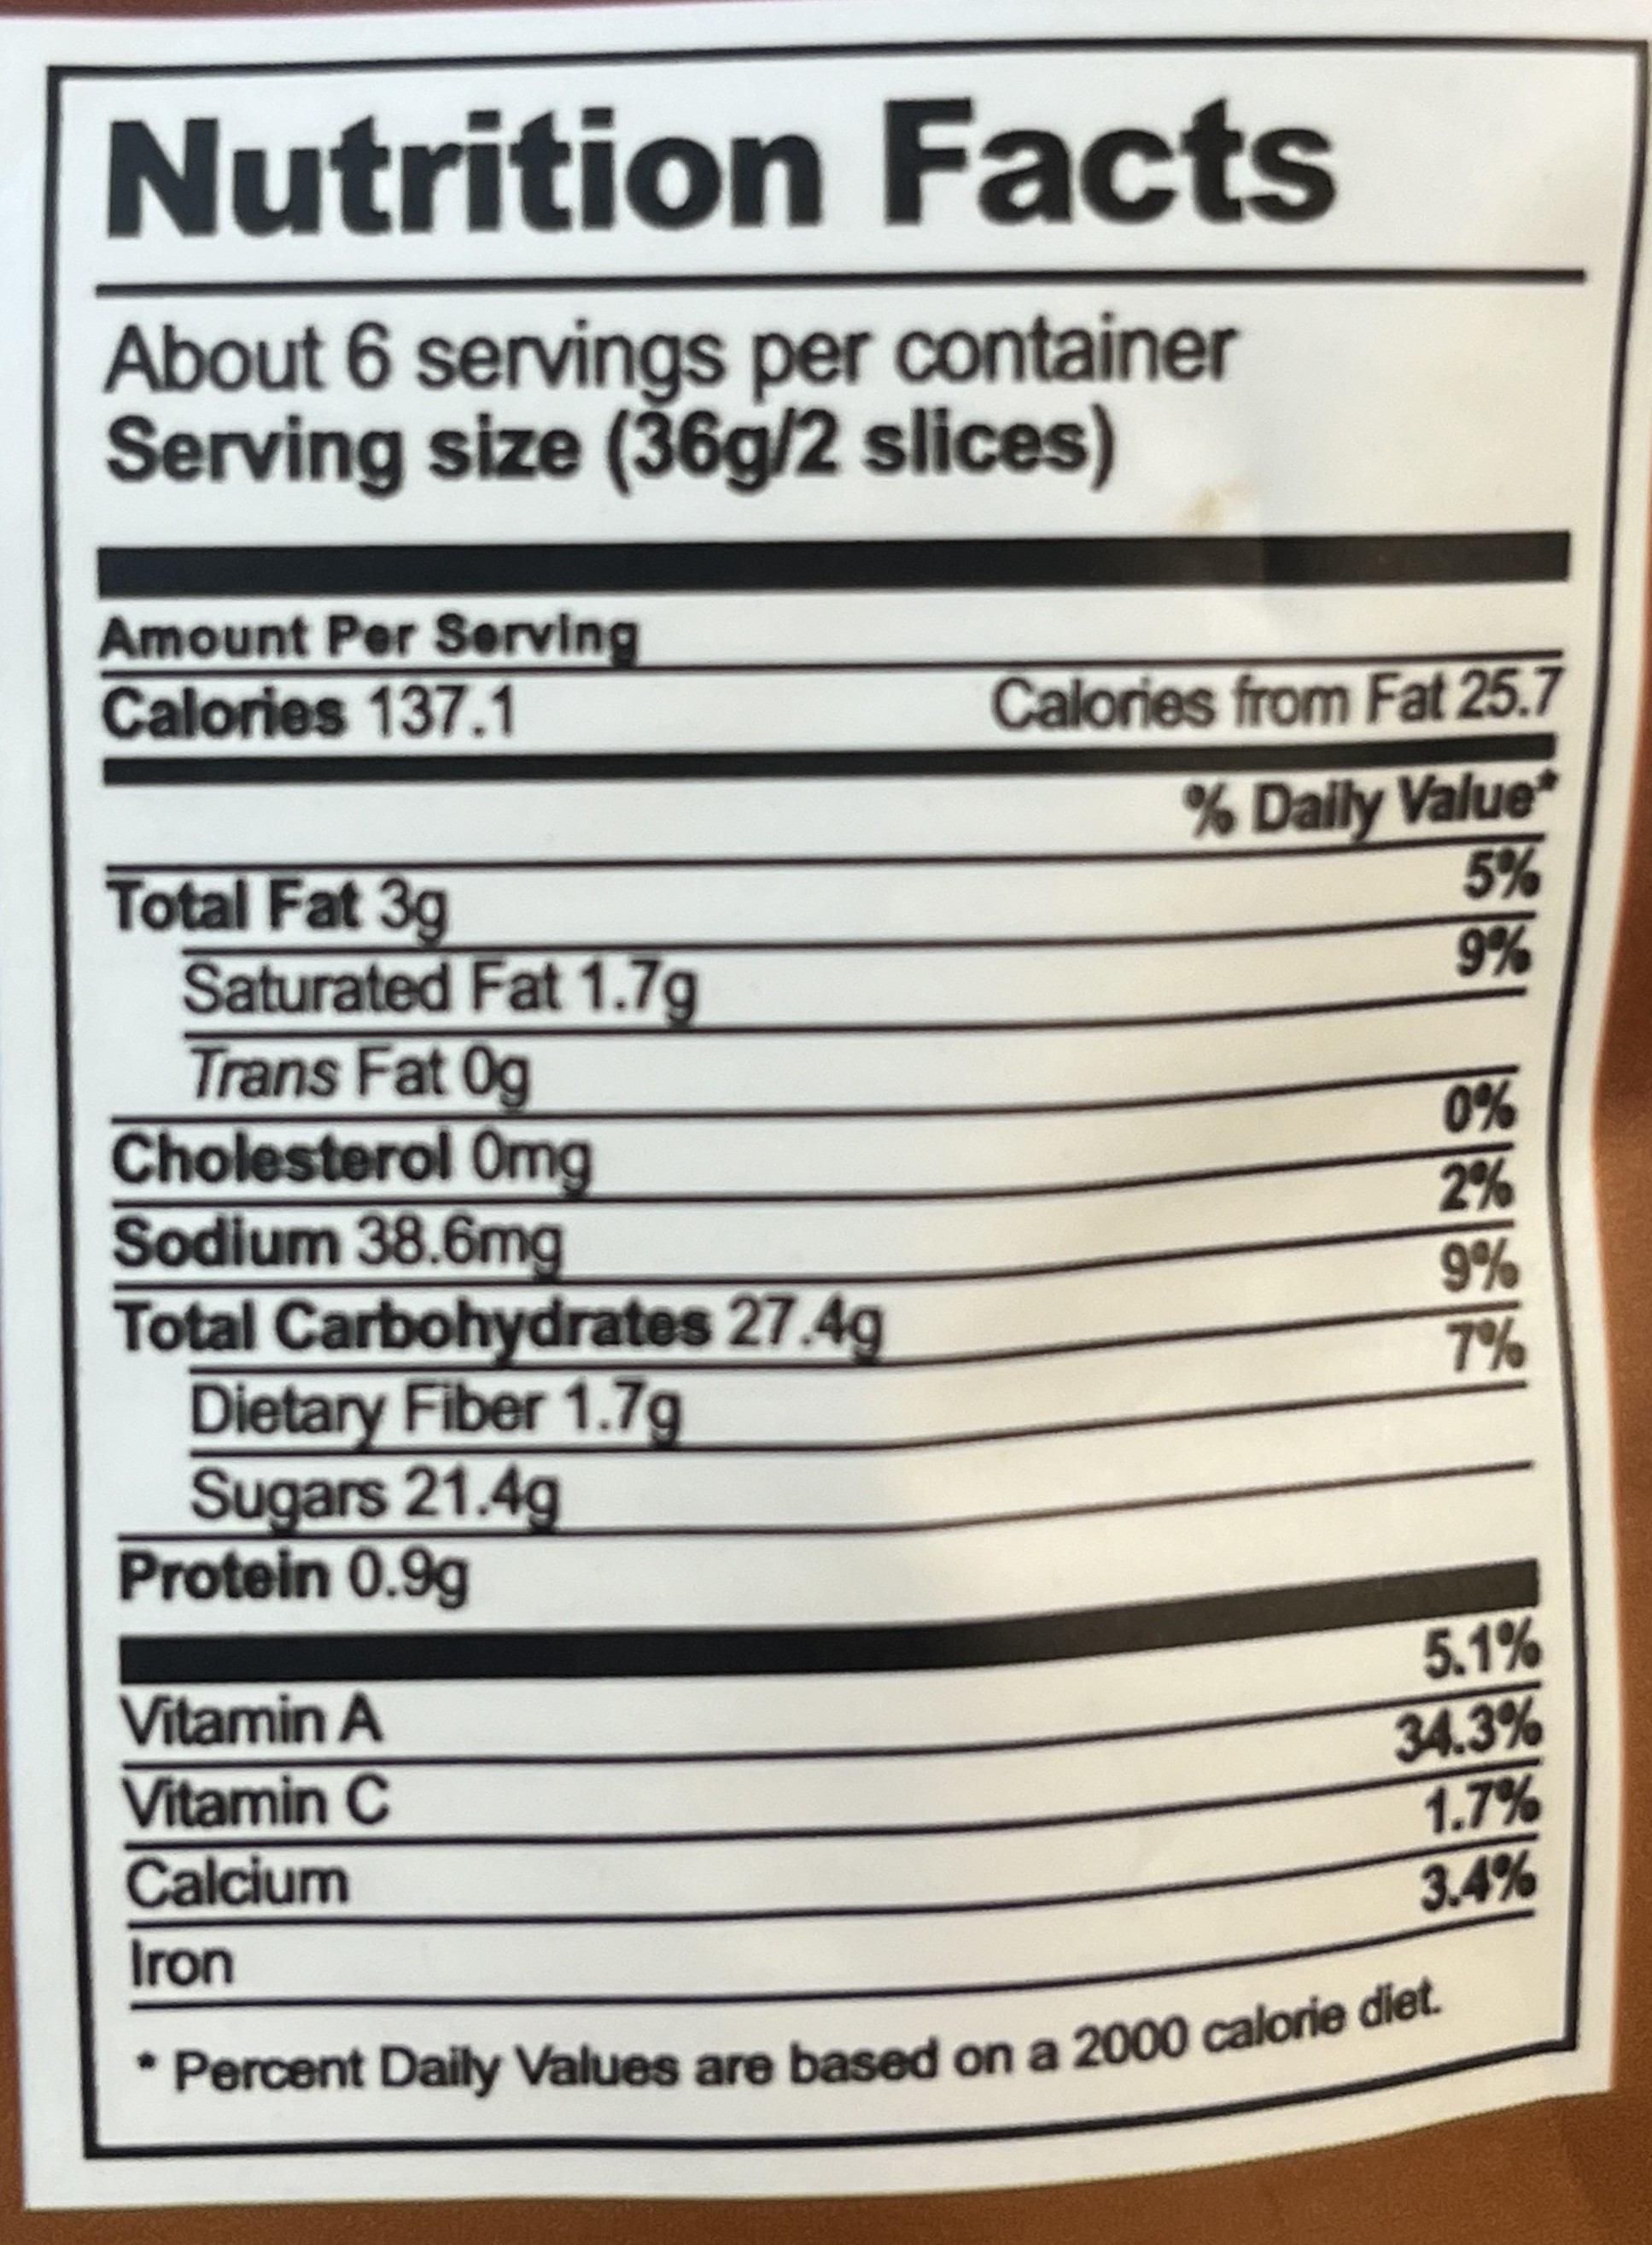 Nutrition Facts
About 6 servings per container
Serving size (36g/2 slices)
Amount Per Serving
Calories 137.1 Calories from Fat 25.7
% Daily Value*
Total Fat 3g 5%
Saturated Fat 1.7g 9%
Trans Fat 0g
Cholesterol 0mg 0%
Sodium 38.6mg 2%
Total Carbohydrates 27.4g 9%
Dietary Fiber 1.7g 7%
Sugars 21.4g
Protein 0.9g
Vitamin A 5.1%
Vitamin C 34.3%
Calcium 1.7%
Iron 3.4%
* Percent Daily Values are based on a 2000 calorie diet.